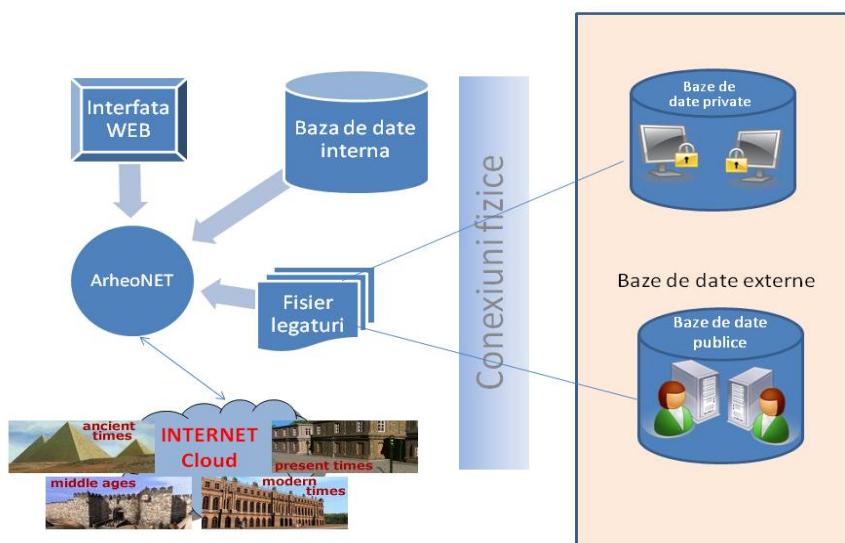 Interfata
WEB
Baza de date
interna
ArheoNET
Fisier
legaturi
Conexiuni fizice
Baze de
date private
Baze de date externe
Baze de date
publice
INTERNET
Cloud
ancient
times
present times
middle ages
modern
times